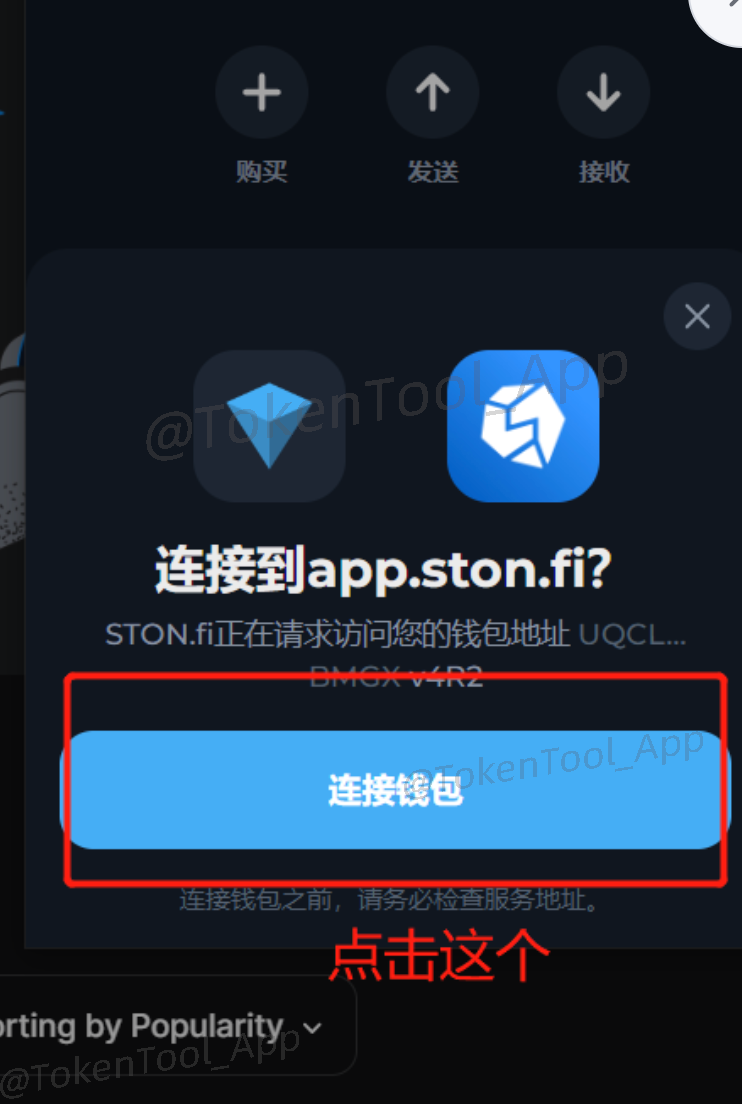 购买 发送 接收
@TokenTool_App
连接到app.ston.fi?
STON.fi正在请求访问您的钱包地址 UQCL...
BMGX v4R2
@TokenTool_App
连接钱包
连接钱包之前，请务必检查服务地址。
点击这个
orting by Popularity
@TokenTool_App